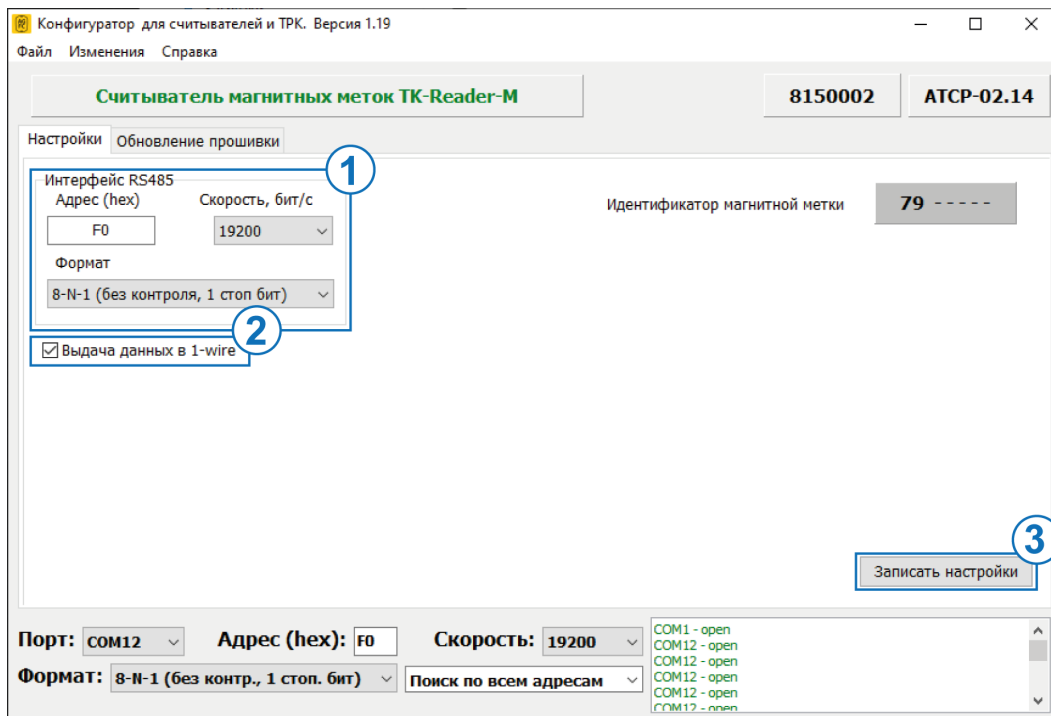 Конфигуратор для считывателей и ТРК. Версия 1.19
Файл Изменения Справка
Считыватель магнитных меток TK-Reader-M
8150002
ATCP-02.14
Настройки Обновление прошивки
1
Интерфейс RS485
Адрес (hex) Скорость, бит/с
F0 19200
Идентификатор магнитной метки 79 -----
Формат
8-N-1 (без контроля, 1 стоп бит)
2
Выдача данных в 1-wire
3
Записать настройки
Порт: COM12 Адрес (hex): F0 Скорость: 19200
Формат: 8-N-1 (без контр., 1 стоп. бит) Поиск по всем адресам
COM1 - open
COM12 - open
COM12 - open
COM12 - open
COM12 - open
COM12 - open